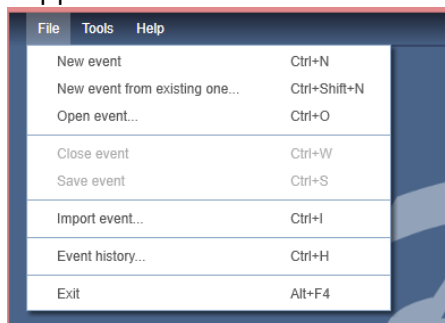 File Tools Help
New event Ctrl+N
New event from existing one... Ctrl+Shift+N
Open event... Ctrl+O
Close event Ctrl+W
Save event Ctrl+S
Import event... Ctrl+I
Event history... Ctrl+H
Exit Alt+F4